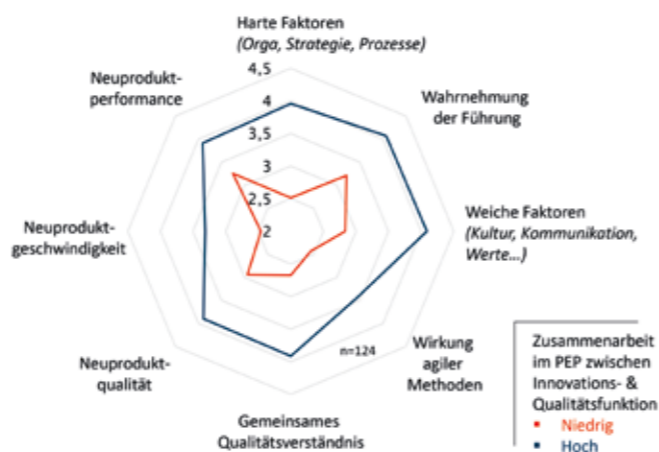 Harte Faktoren
(Orga, Strategie, Prozesse)
4,5
4
3,5
3
2,5
2
Neuprodukt-
performance
Wahrnehmung
der Führung
Neuprodukt-
geschwindigkeit
Weiche Faktoren
(Kultur, Kommunikation,
Werte...)
Neuprodukt-
qualität
n=124
Wirkung
agiler
Methoden
Gemeinsames
Qualitätsverständnis
Zusammenarbeit
im PEP zwischen
Innovations- &
Qualitätsfunktion
Niedrig
Hoch